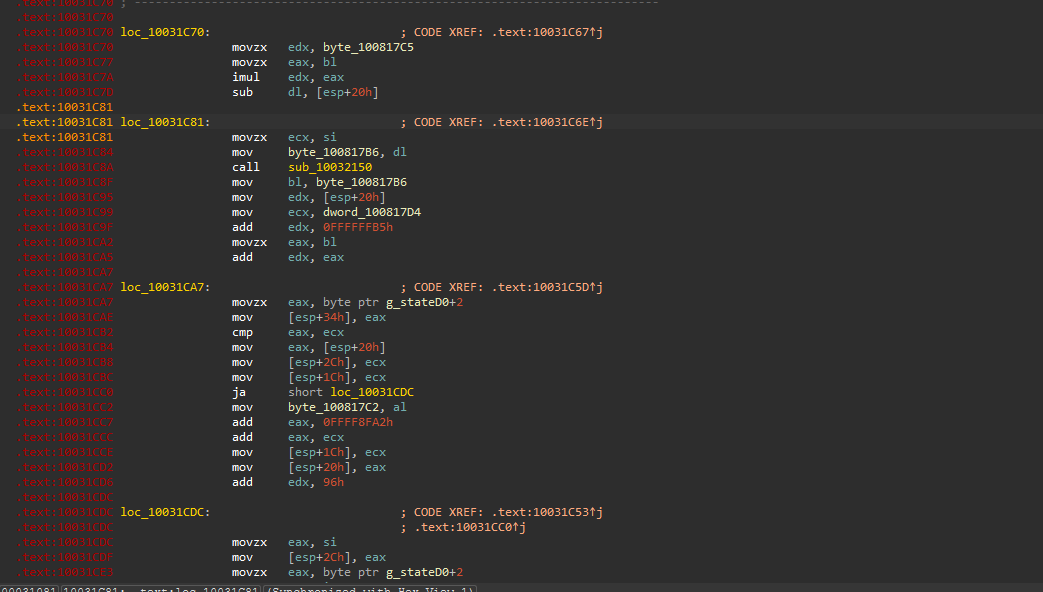 .text:10031C70 ; ---------------------------------------------------------------------------
.text:10031C70
.text:10031C70 loc_10031C70: ; CODE XREF: .text:10031C67↑j
.text:10031C70 movzx edx, byte_100817C5
.text:10031C77 movzx eax, bl
.text:10031C7A imul edx, eax
.text:10031C7D sub dl, [esp+20h]
.text:10031C81
.text:10031C81 loc_10031C81: ; CODE XREF: .text:10031C6E↑j
.text:10031C81 movzx ecx, si
.text:10031C84 mov byte_100817B6, dl
.text:10031C8A call sub_10032150
.text:10031C8F mov bl, byte_100817B6
.text:10031C95 mov edx, [esp+20h]
.text:10031C99 mov ecx, dword_100817D4
.text:10031C9F add edx, 0FFFFFFB5h
.text:10031CA2 movzx eax, bl
.text:10031CA5 add edx, eax
.text:10031CA7
.text:10031CA7 loc_10031CA7: ; CODE XREF: .text:10031C5D↑j
.text:10031CA7 movzx eax, byte ptr g_stateD0+2
.text:10031CAE mov [esp+34h], eax
.text:10031CB2 cmp eax, ecx
.text:10031CB4 mov eax, [esp+20h]
.text:10031CB8 mov [esp+2Ch], ecx
.text:10031CBC mov [esp+1Ch], ecx
.text:10031CC0 ja short loc_10031CDC
.text:10031CC2 mov byte_100817C2, al
.text:10031CC7 add eax, 0FFFF8FA2h
.text:10031CCC add eax, ecx
.text:10031CCE mov [esp+1Ch], ecx
.text:10031CD2 mov [esp+20h], eax
.text:10031CD6 add edx, 96h
.text:10031CDC
.text:10031CDC loc_10031CDC: ; CODE XREF: .text:10031C53↑j
.text:10031CDC ; .text:10031CC0↑j
.text:10031CDC movzx eax, si
.text:10031CDF mov [esp+2Ch], eax
.text:10031CE3 movzx eax, byte ptr g_stateD0+2